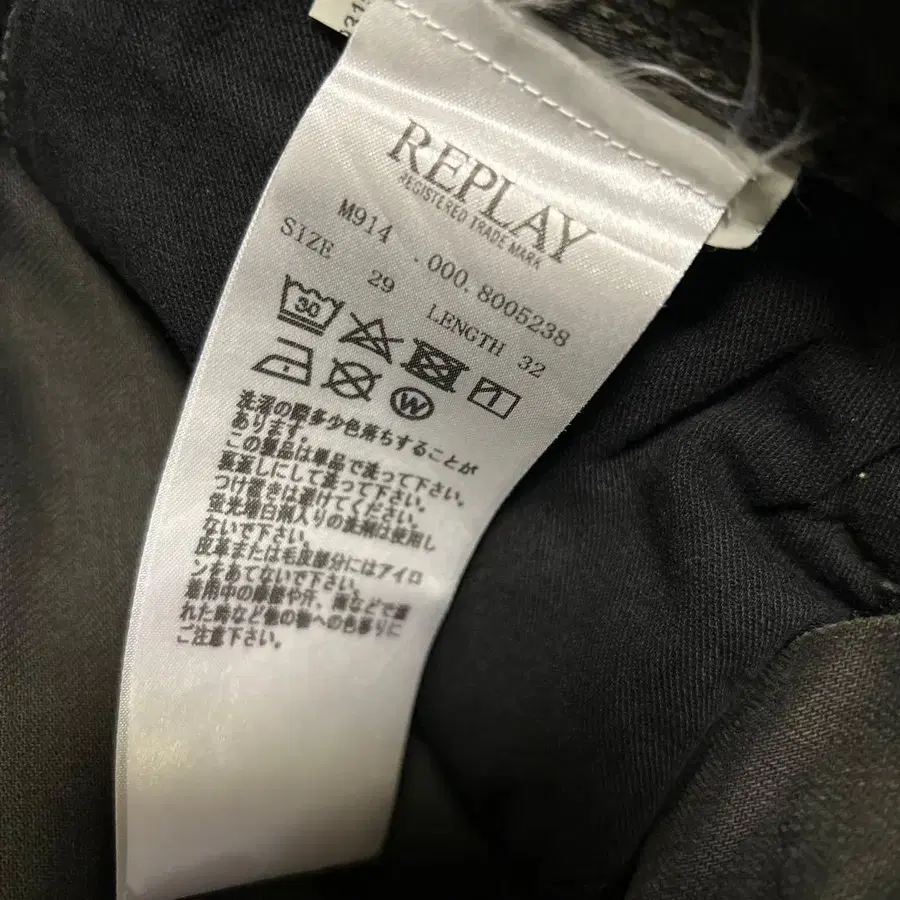 REPLAY
REGISTERED TRADE MARK
M914 .000.8005238
SIZE 29 LENGTH 32
30
W
洗濯の際多少色落ちすることが
あります。
この製品は単品で洗って下さい。
裏返しにして洗って下さい。
つけ置きは避けてください。
蛍光増白剤入りの洗剤は使用し
ないで下さい。
皮革または毛皮部分にはアイロ
ンをあてないで下さい。
着用中の摩擦や汗、雨などで濡
れた時など他の物への色移りに
ご注意下さい。